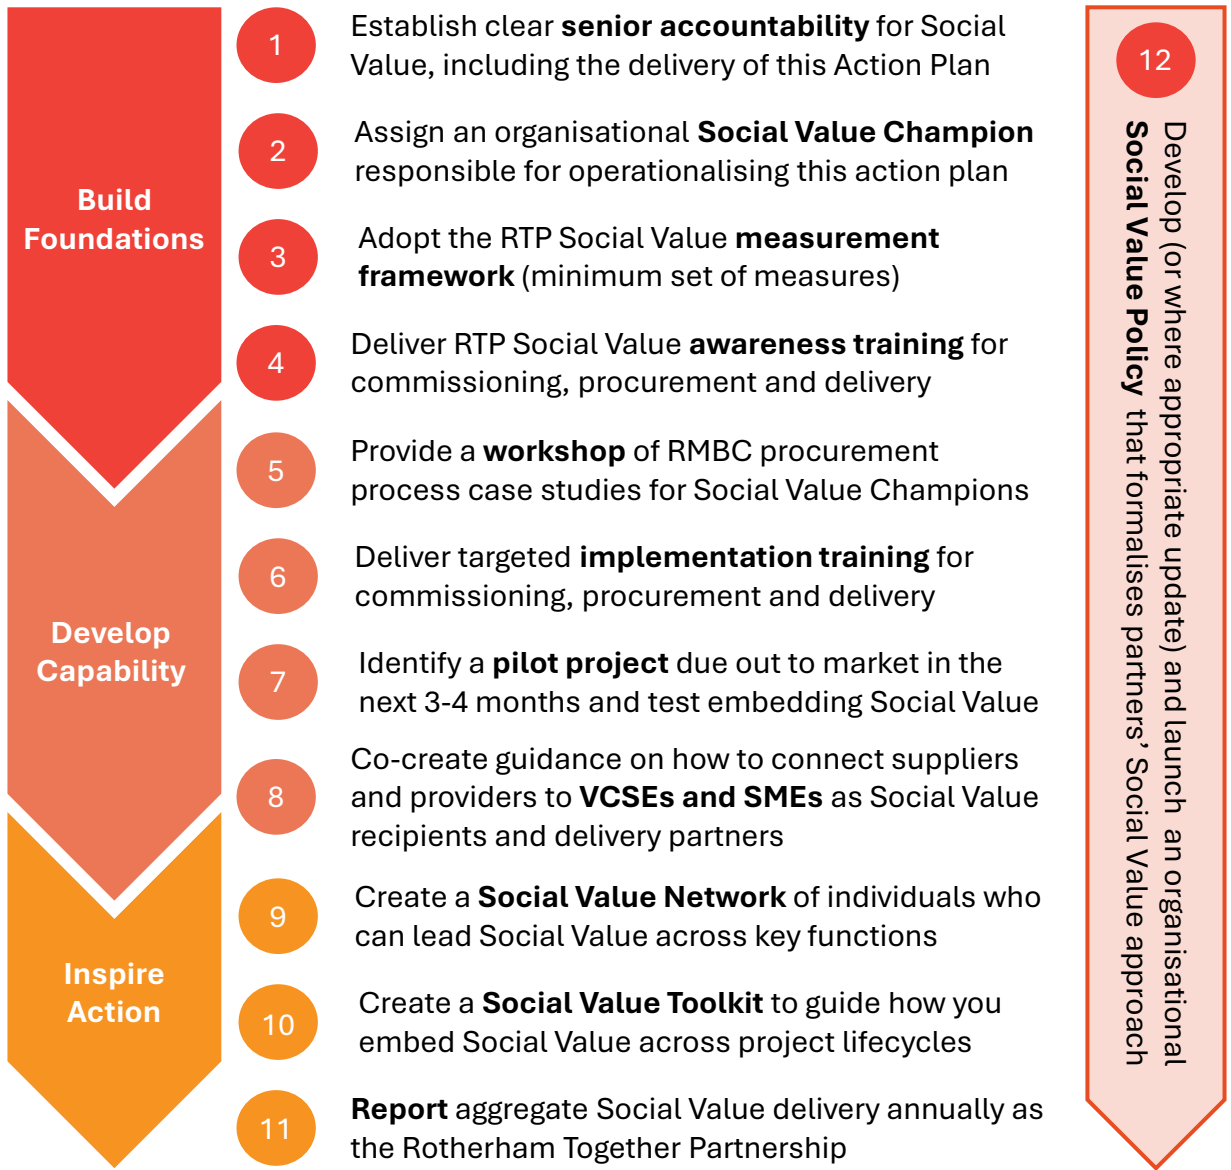 Build
Foundations
1
Establish clear senior accountability for Social
Value, including the delivery of this Action Plan
2
Assign an organisational Social Value Champion
responsible for operationalising this action plan
3
Adopt the RTP Social Value measurement
framework (minimum set of measures)
4
Deliver RTP Social Value awareness training for
commissioning, procurement and delivery
Develop
Capability
5
Provide a workshop of RMBC procurement
process case studies for Social Value Champions
6
Deliver targeted implementation training for
commissioning, procurement and delivery
7
Identify a pilot project due out to market in the
next 3-4 months and test embedding Social Value
8
Co-create guidance on how to connect suppliers
and providers to VCSEs and SMEs as Social Value
recipients and delivery partners
Inspire
Action
9
Create a Social Value Network of individuals who
can lead Social Value across key functions
10
Create a Social Value Toolkit to guide how you
embed Social Value across project lifecycles
11
Report aggregate Social Value delivery annually as
the Rotherham Together Partnership
12
Develop (or where appropriate update) and launch an organisational
Social Value Policy that formalises partners’ Social Value approach